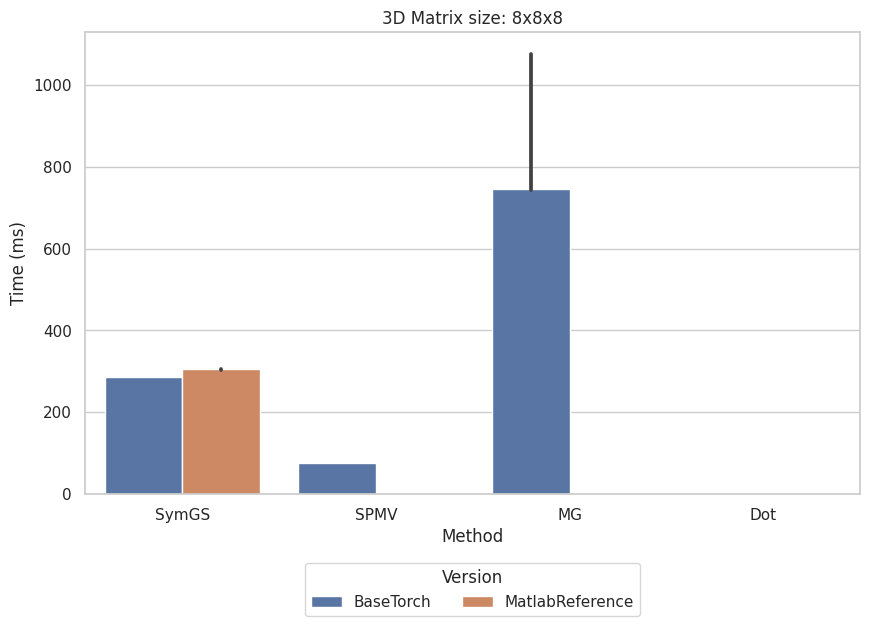 3D Matrix size: 8x8x8
Time (ms)
1000
800
600
400
200
0
SymGS SPMV MG Dot
Method
Version
BaseTorch MatlabReference